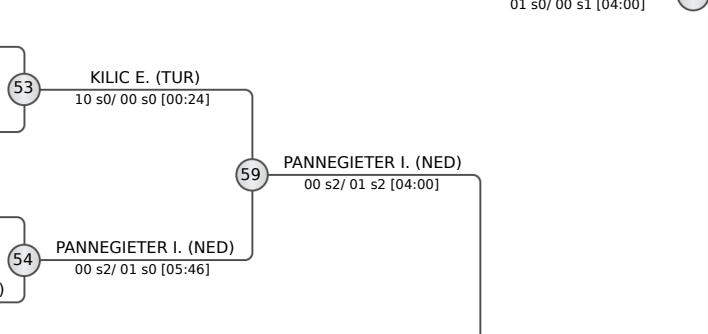 01 s0/ 00 s1 [04:00]
53
KILIC E. (TUR)
10 s0/ 00 s0 [00:24]
59
PANNEGIETER I. (NED)
00 s2/ 01 s2 [04:00]
54
PANNEGIETER I. (NED)
00 s2/ 01 s0 [05:46]
)